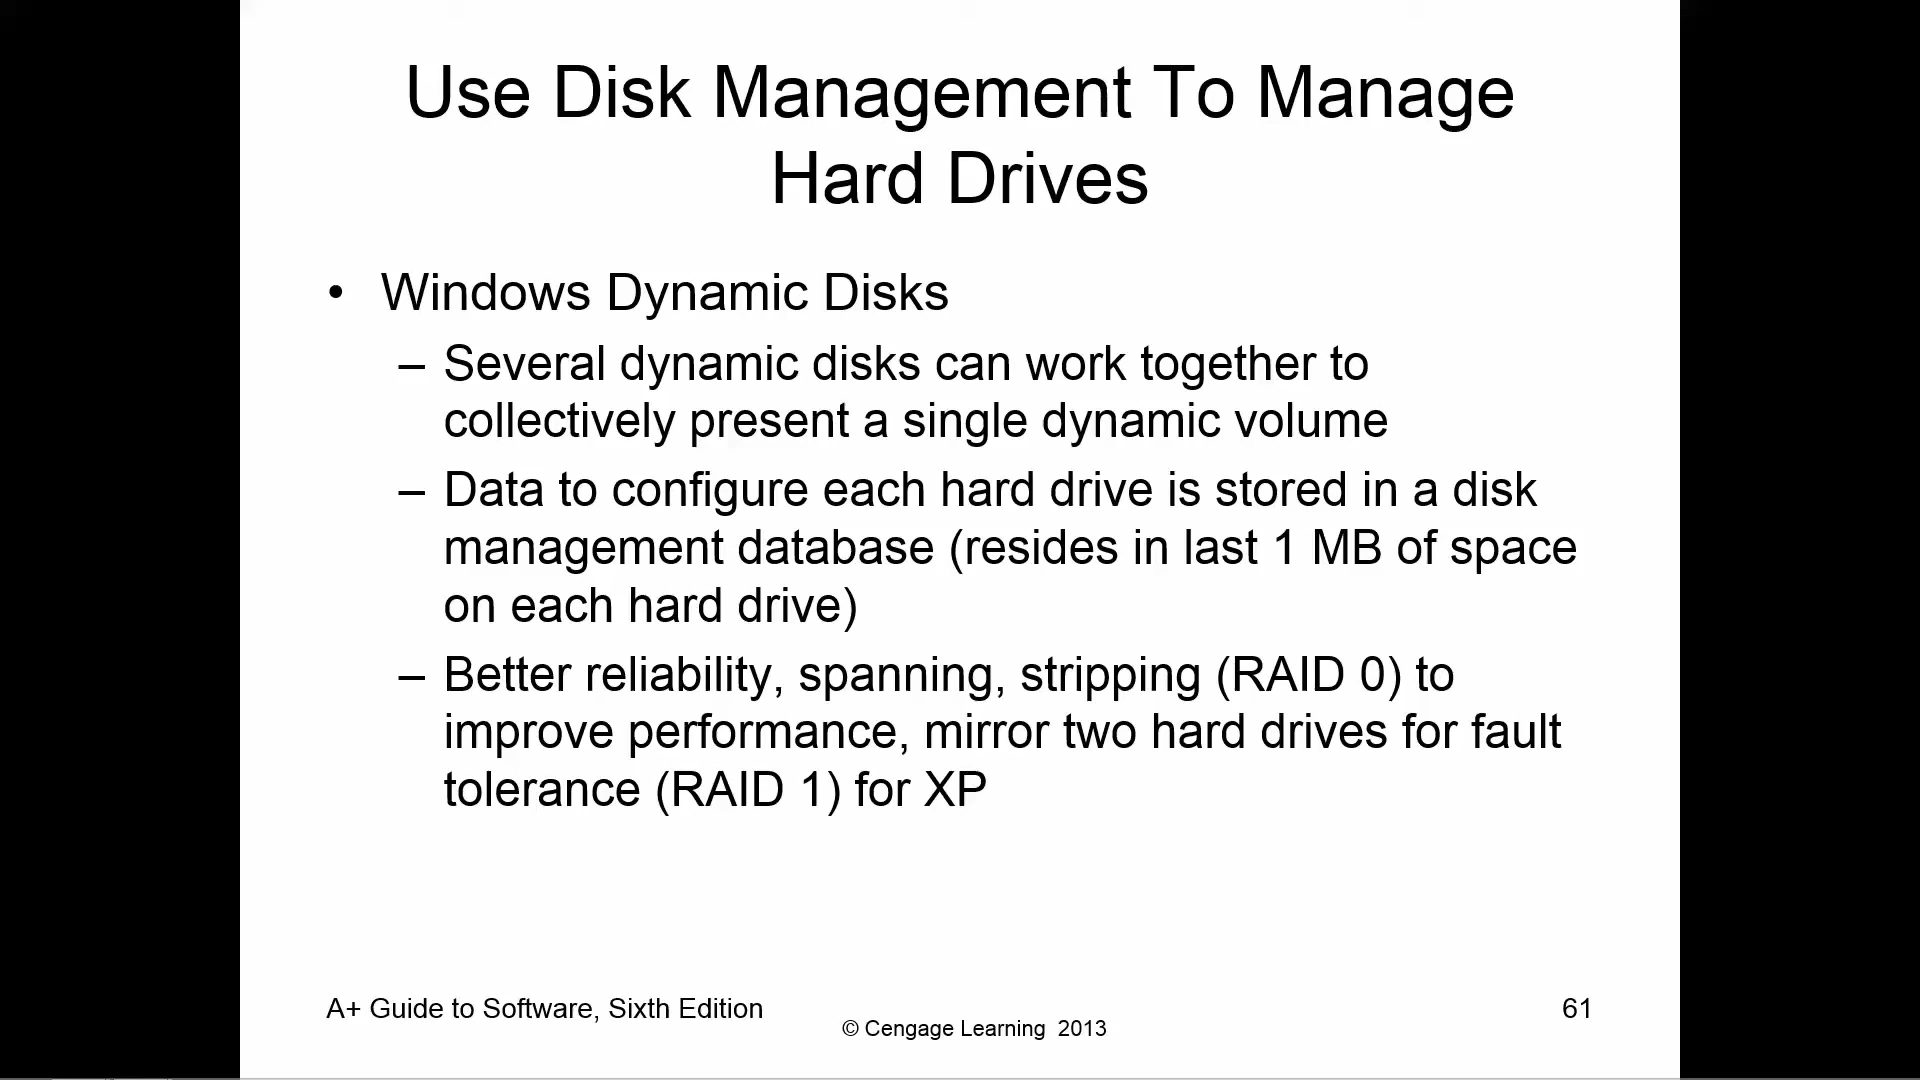 Use Disk Management To Manage
Hard Drives
• Windows Dynamic Disks
– Several dynamic disks can work together to
collectively present a single dynamic volume
– Data to configure each hard drive is stored in a disk
management database (resides in last 1 MB of space
on each hard drive)
– Better reliability, spanning, stripping (RAID 0) to
improve performance, mirror two hard drives for fault
tolerance (RAID 1) for XP
A+ Guide to Software, Sixth Edition
© Cengage Learning 2013
61